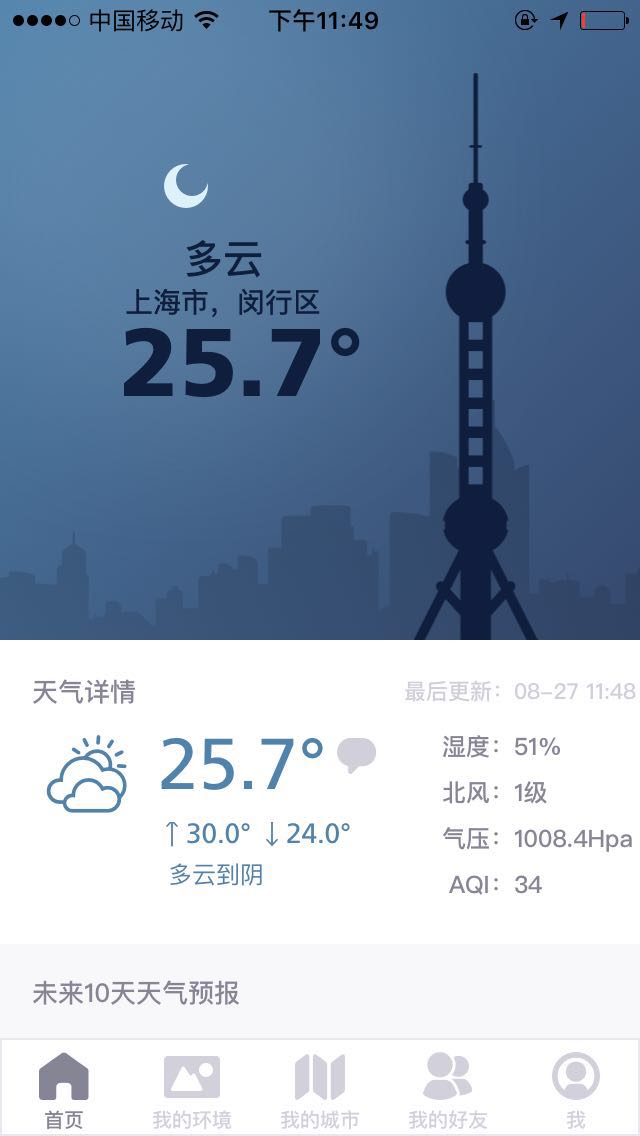 中国移动 下午11:49
多云
上海市，闵行区
25.7°
天气详情 最后更新：08-27 11:48
25.7°
↑30.0° ↓24.0°
多云到阴
湿度：51%
北风：1级
气压：1008.4Hpa
AQI：34
未来10天天气预报
首页 我的环境 我的城市 我的好友 我